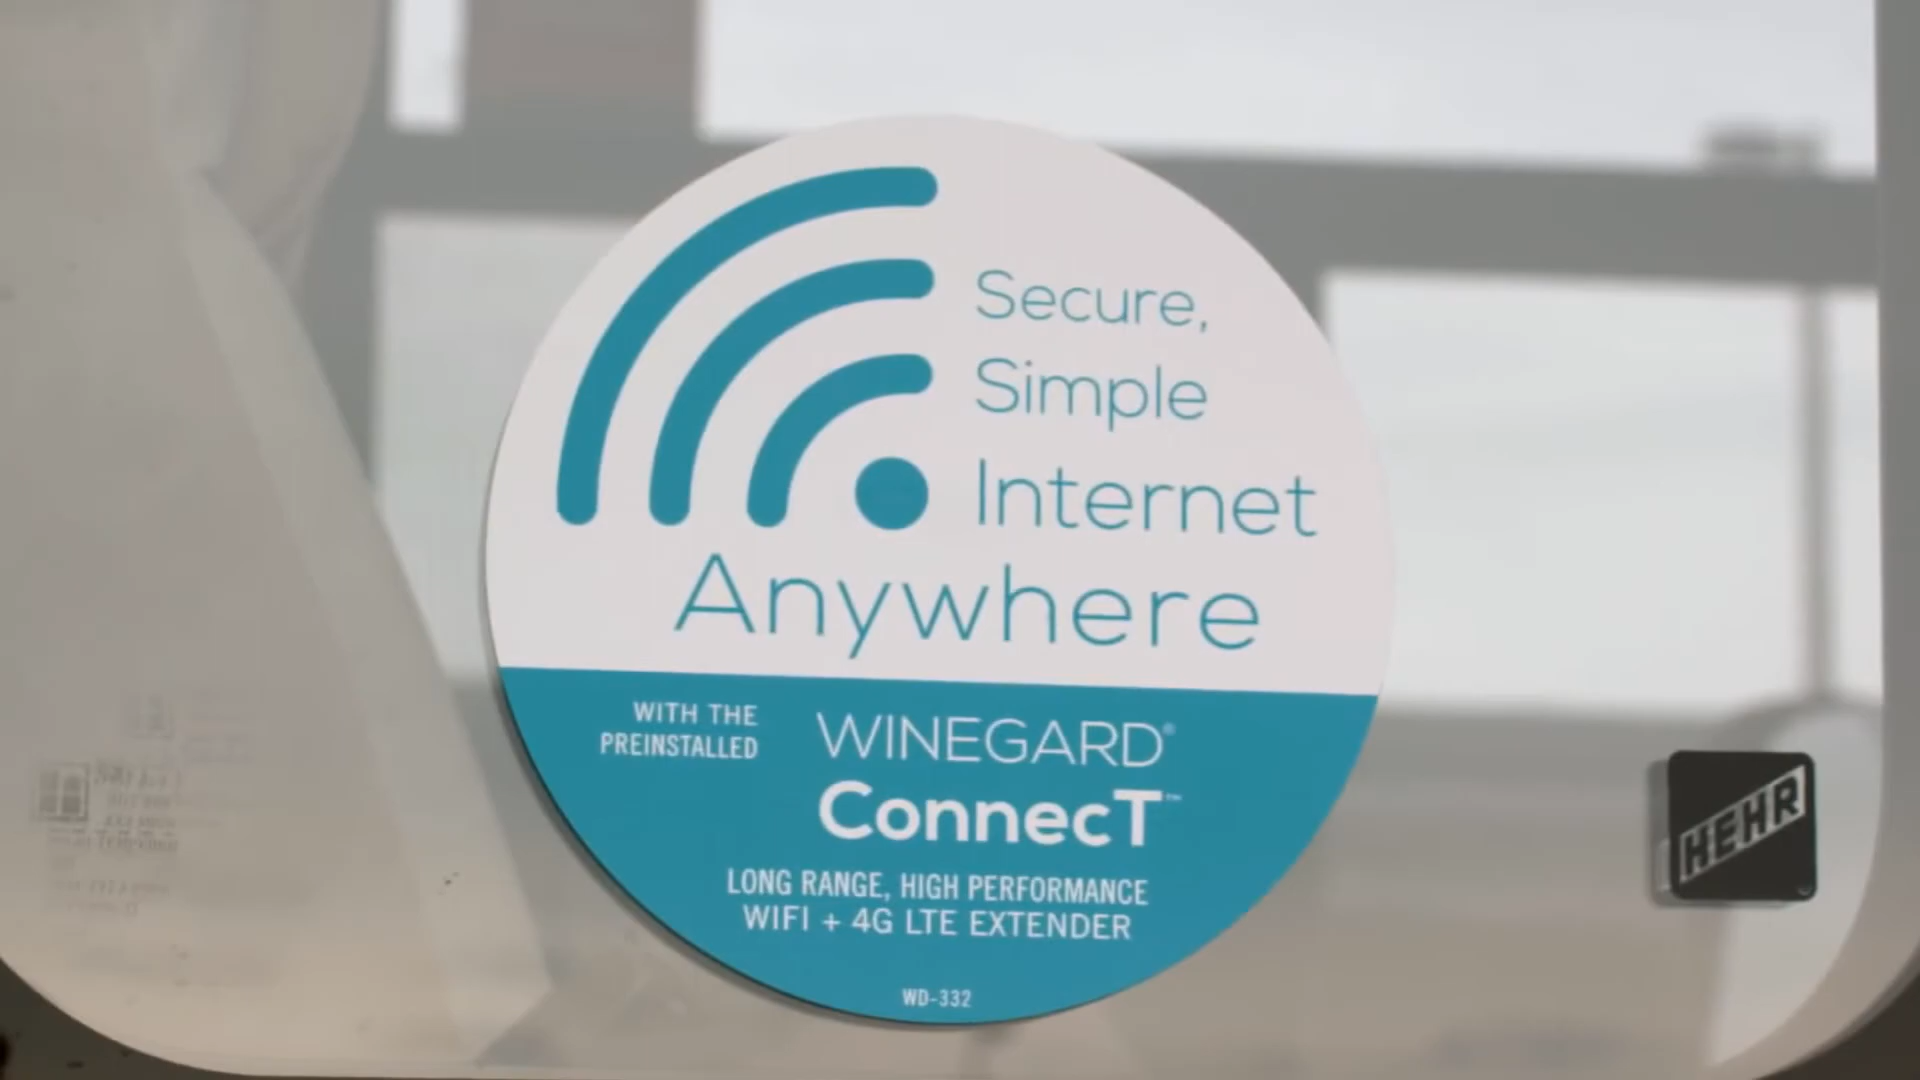 Secure,
Simple
Internet
Anywhere
WITH THE
PREINSTALLED
WINEGARD®
ConnecT™
LONG RANGE, HIGH PERFORMANCE
WIFI + 4G LTE EXTENDER
WD-332
HEHR